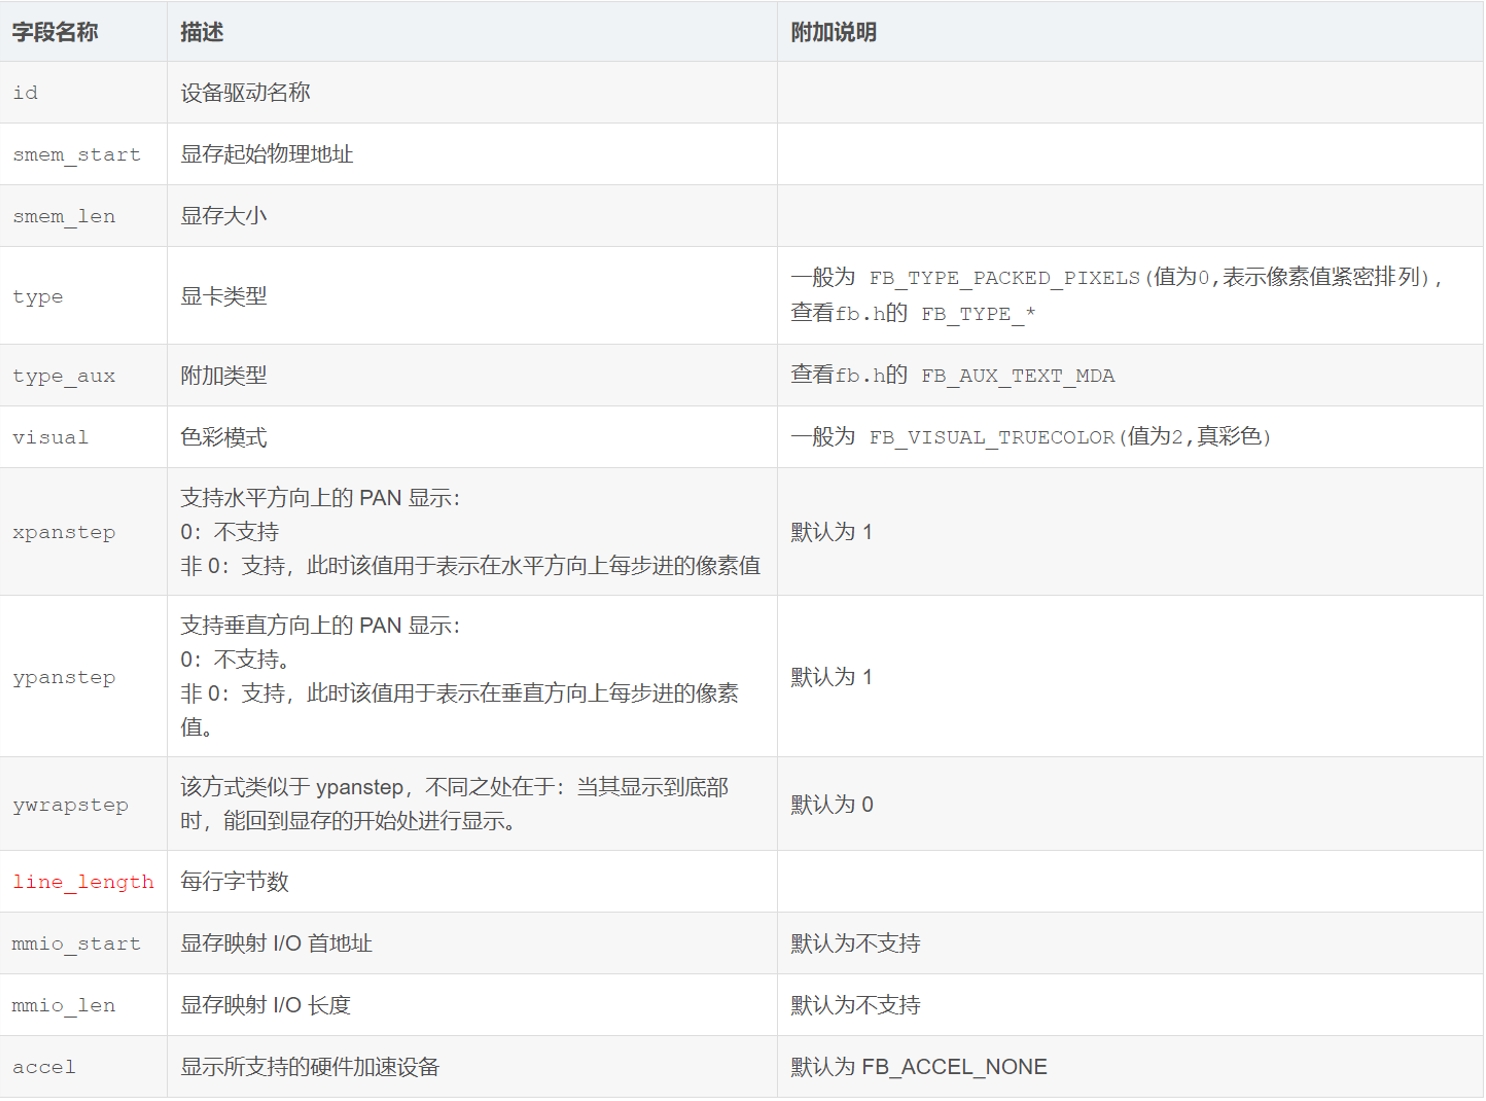 字段名称 描述 附加说明
id 设备驱动名称
smem_start 显存起始物理地址
smem_len 显存大小
type 显卡类型 一般为 FB_TYPE_PACKED_PIXELS(值为0,表示像素值紧密排列),
查看fb.h的 FB_TYPE_*
type_aux 附加类型 查看fb.h的 FB_AUX_TEXT_MDA
visual 色彩模式 一般为 FB_VISUAL_TRUECOLOR(值为2,真彩色)
支持水平方向上的 PAN 显示：
xpanstep 0：不支持 默认为 1
非 0：支持，此时该值用于表示在水平方向上每步进的像素值
支持垂直方向上的 PAN 显示：
0：不支持。
ypanstep 非 0：支持，此时该值用于表示在垂直方向上每步进的像素 默认为 1
值。
ywrapstep 该方式类似于 ypanstep，不同之处在于：当其显示到底部 默认为 0
时，能回到显存的开始处进行显示。
line_length 每行字节数
mmio_start 显存映射 I/O 首地址 默认为不支持
mmio_len 显存映射 I/O 长度 默认为不支持
accel 显示所支持的硬件加速设备 默认为 FB_ACCEL_NONE